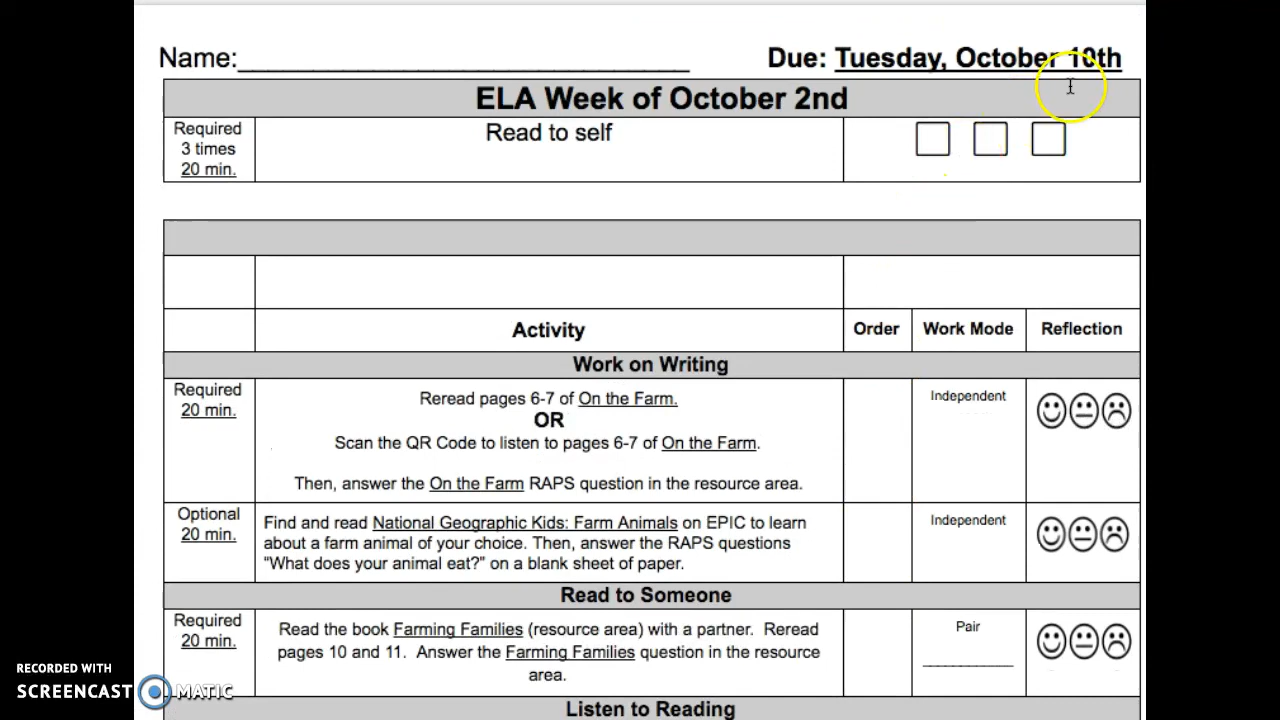 Name:________________________________ Due: Tuesday, October 10th
ELA Week of October 2nd
Required
3 times
20 min.
Read to self
Activity Order Work Mode Reflection
Work on Writing
Required
20 min.
Reread pages 6-7 of On the Farm.
OR
Scan the QR Code to listen to pages 6-7 of On the Farm.
Then, answer the On the Farm RAPS question in the resource area.
Independent
Optional
20 min.
Find and read National Geographic Kids: Farm Animals on EPIC to learn
about a farm animal of your choice. Then, answer the RAPS questions
"What does your animal eat?" on a blank sheet of paper.
Independent
Read to Someone
Required
20 min.
Read the book Farming Families (resource area) with a partner. Reread
pages 10 and 11. Answer the Farming Families question in the resource
area.
Pair
___________
Listen to Reading
RECORDED WITH
SCREENCAST MATIC